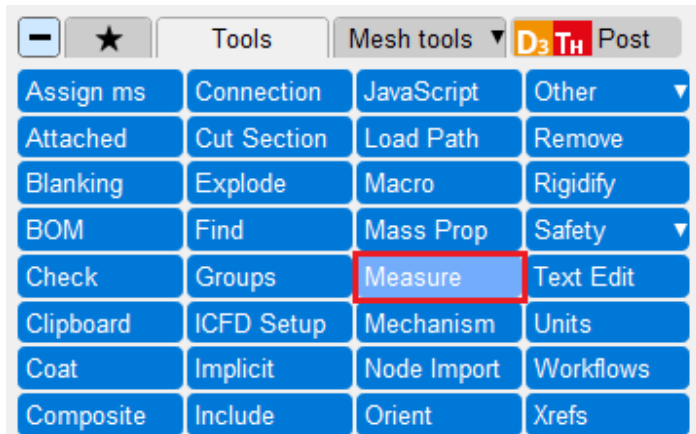 ★ Tools Mesh tools ▼ D3 TH Post
Assign ms Connection JavaScript Other ▼
Attached Cut Section Load Path Remove
Blanking Explode Macro Rigidify
BOM Find Mass Prop Safety ▼
Check Groups Measure Text Edit
Clipboard ICFD Setup Mechanism Units
Coat Implicit Node Import Workflows
Composite Include Orient Xrefs